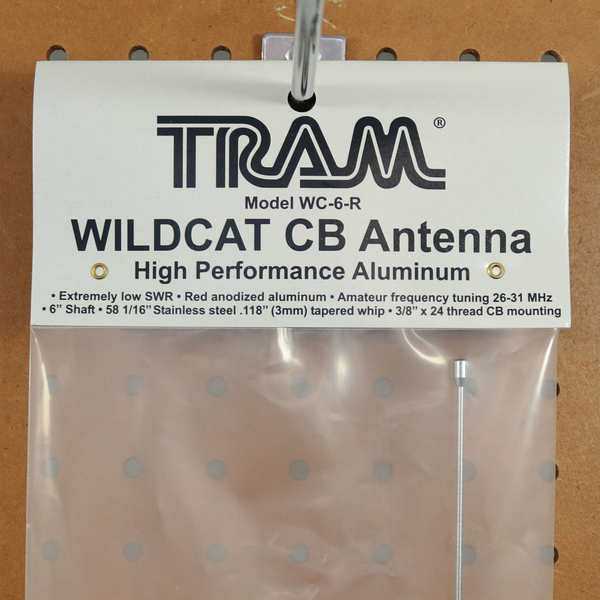 TRAM®
Model WC-6-R
WILDCAT CB Antenna
High Performance Aluminum
• Extremely low SWR • Red anodized aluminum • Amateur frequency tuning 26-31 MHz
• 6” Shaft • 58 1/16” Stainless steel .118” (3mm) tapered whip • 3/8” x 24 thread CB mounting